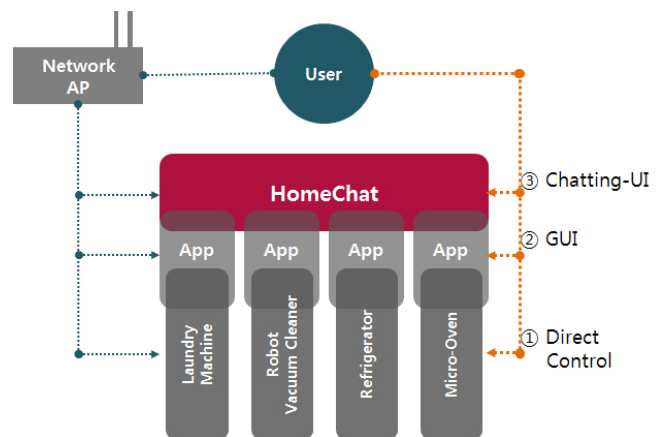 Network
AP
User
HomeChat
③ Chatting-UI
App
App
App
App
② GUI
Laundry
Machine
Robot
Vacuum Cleaner
Refrigerator
Micro-Oven
① Direct
Control